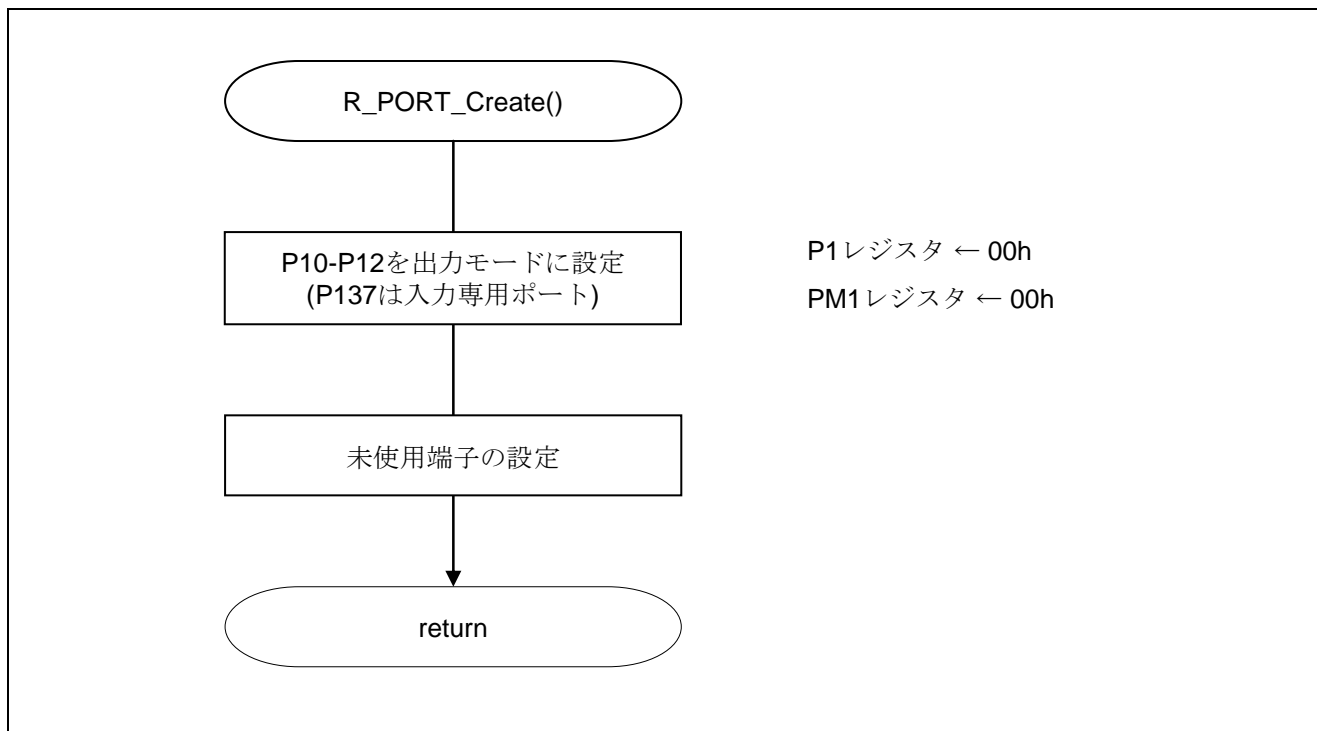 R_PORT_Create()
P10-P12を出力モードに設定
(P137は入力専用ポート)
P1レジスタ ← 00h
PM1レジスタ ← 00h
未使用端子の設定
return